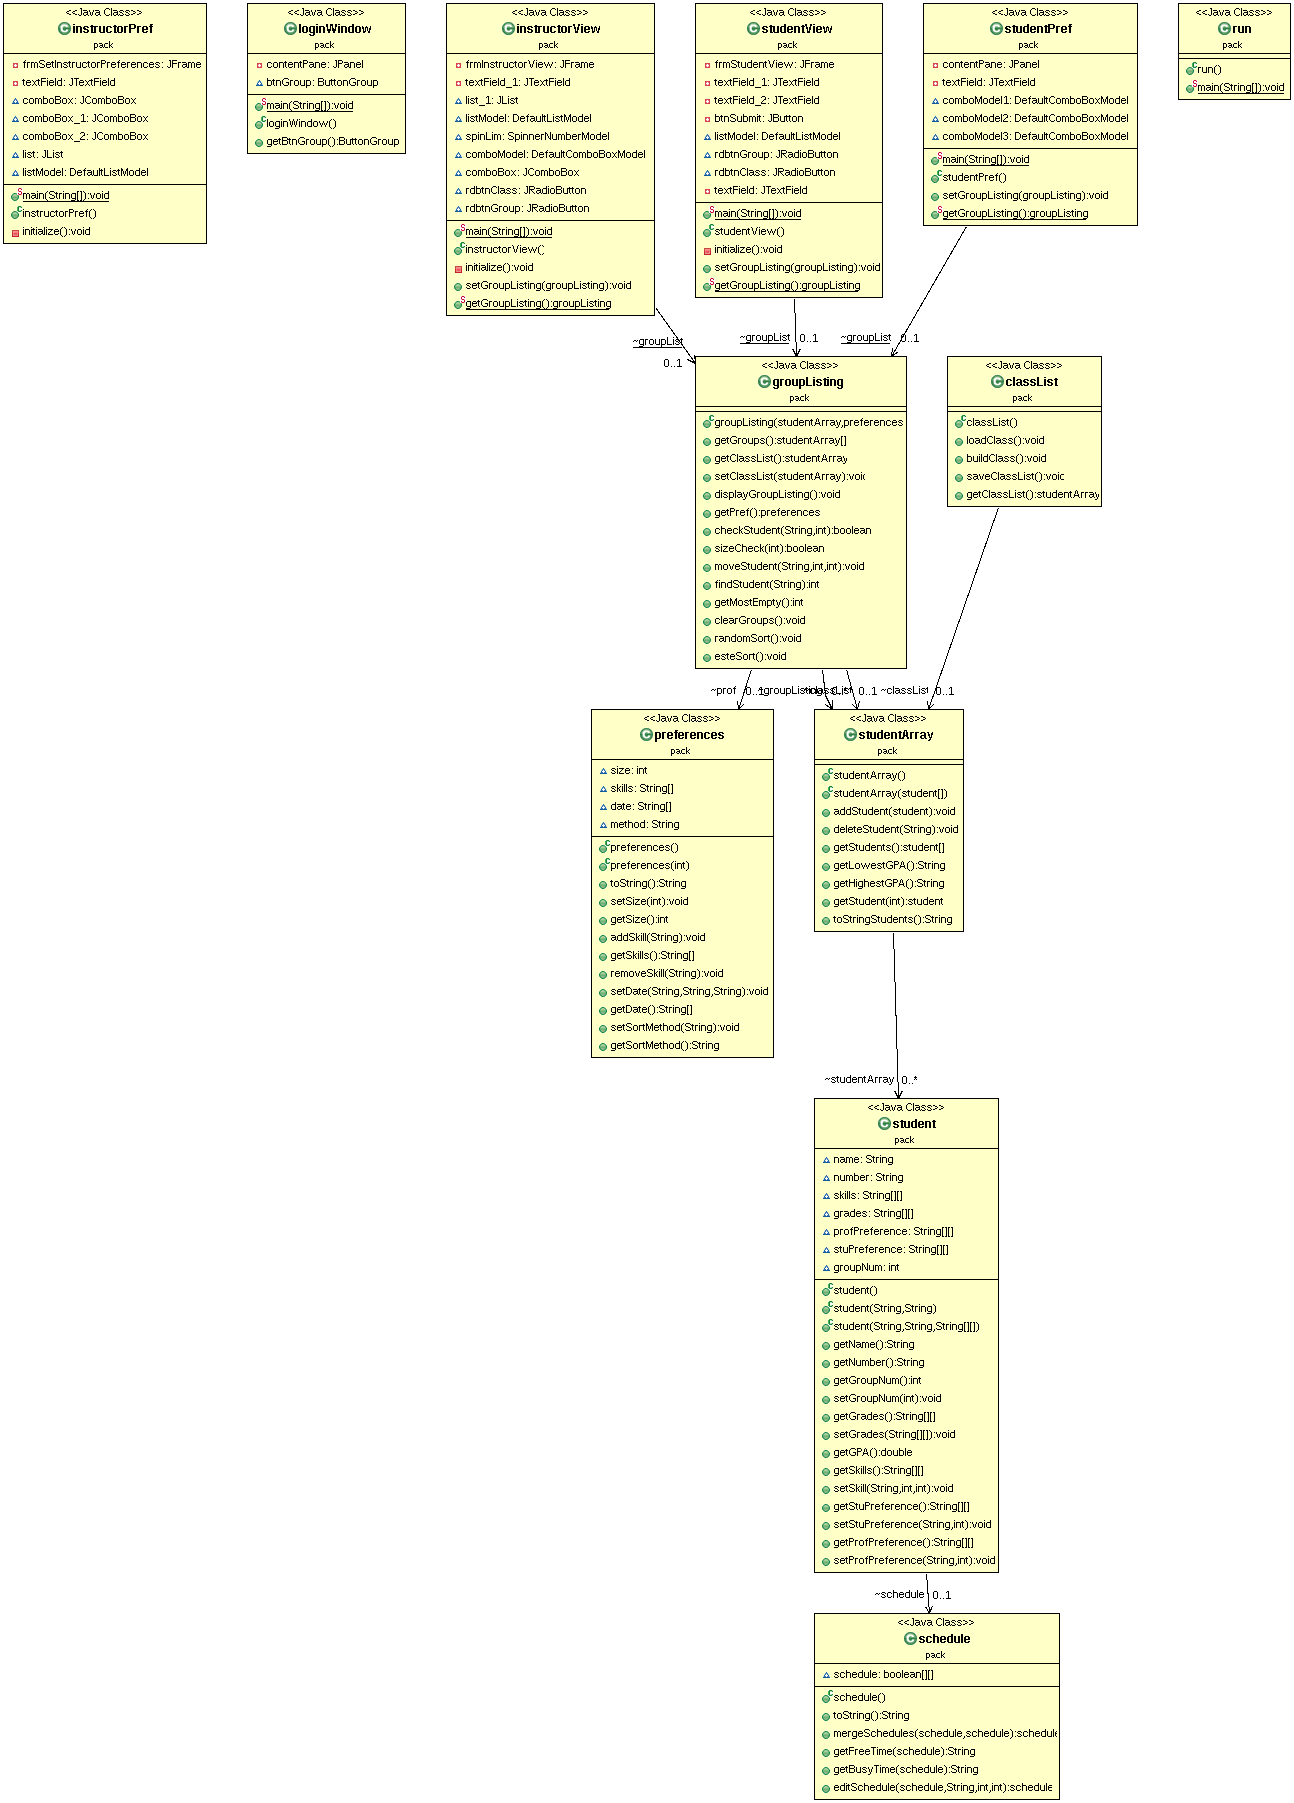 <<Java Class>>
instructorPref
pack
frmSetInstructorPreferences: JFrame
textField: JTextField
comboBox: JComboBox
comboBox_1: JComboBox
comboBox_2: JComboBox
list: JList
listModel: DefaultListModel
main(String[]):void
instructorPref()
initialize():void
<<Java Class>>
loginWindow
pack
contentPane: JPanel
btnGroup: ButtonGroup
main(String[]):void
loginWindow()
getBtnGroup():ButtonGroup
<<Java Class>>
instructorView
pack
frmInstructorView: JFrame
textField_1: JTextField
list_1: JList
listModel: DefaultListModel
spinLim: SpinnerNumberModel
comboModel: DefaultComboBoxModel
comboBox: JComboBox
rdbtnClass: JRadioButton
rdbtnGroup: JRadioButton
main(String[]):void
instructorView()
initialize():void
setGroupListing(groupListing):void
getGroupListing():groupListing
<<Java Class>>
studentView
pack
frmStudentView: JFrame
textField_1: JTextField
textField_2: JTextField
btnSubmit: JButton
listModel: DefaultListModel
rdbtnGroup: JRadioButton
rdbtnClass: JRadioButton
textField: JTextField
main(String[]):void
studentView()
initialize():void
setGroupListing(groupListing):void
getGroupListing():groupListing
<<Java Class>>
studentPref
pack
contentPane: JPanel
textField: JTextField
comboModel1: DefaultComboBoxModel
comboModel2: DefaultComboBoxModel
comboModel3: DefaultComboBoxModel
main(String[]):void
studentPref()
setGroupListing(groupListing):void
getGroupListing():groupListing
<<Java Class>>
run
pack
run()
main(String[]):void
~groupList
0..1
~groupList 0..1
~groupList 0..1
<<Java Class>>
groupListing
pack
groupListing(studentArray,preferences
getGroups():studentArray[]
getClassList():studentArray
setClassList(studentArray):void
displayGroupListing():void
getPref():preferences
checkStudent(String,int):boolean
sizeCheck(int):boolean
moveStudent(String,int,int):void
findStudent(String):int
getMostEmpty():int
clearGroups():void
randomSort():void
esteSort():void
<<Java Class>>
classList
pack
classList()
loadClass():void
buildClass():void
saveClassList():void
getClassList():studentArray
~prof 0..1
~groupListing 0..*
~classList 0..1
~classList 0..1
<<Java Class>>
preferences
pack
size: int
skills: String[]
date: String[]
method: String
preferences()
preferences(int)
toString():String
setSize(int):void
getSize():int
addSkill(String):void
getSkills():String[]
removeSkill(String):void
setDate(String,String,String):void
getDate():String[]
setSortMethod(String):void
getSortMethod():String
<<Java Class>>
studentArray
pack
studentArray()
studentArray(student[])
addStudent(student):void
deleteStudent(String):void
getStudents():student[]
getLowestGPA():String
getHighestGPA():String
getStudent(int):student
toStringStudents():String
~studentArray 0..*
<<Java Class>>
student
pack
name: String
number: String
skills: String[][]
grades: String[][]
profPreference: String[][]
stuPreference: String[][]
groupNum: int
student()
student(String,String)
student(String,String,String[][])
getName():String
getNumber():String
getGroupNum():int
setGroupNum(int):void
getGrades():String[][]
setGrades(String[][]):void
getGPA():double
getSkills():String[][]
setSkill(String,int,int):void
getStuPreference():String[][]
setStuPreference(String,int):void
getProfPreference():String[][]
setProfPreference(String,int):void
~schedule 0..1
<<Java Class>>
schedule
pack
schedule: boolean[][]
schedule()
toString():String
mergeSchedules(schedule,schedule):schedule
getFreeTime(schedule):String
getBusyTime(schedule):String
editSchedule(schedule,String,int,int):schedule